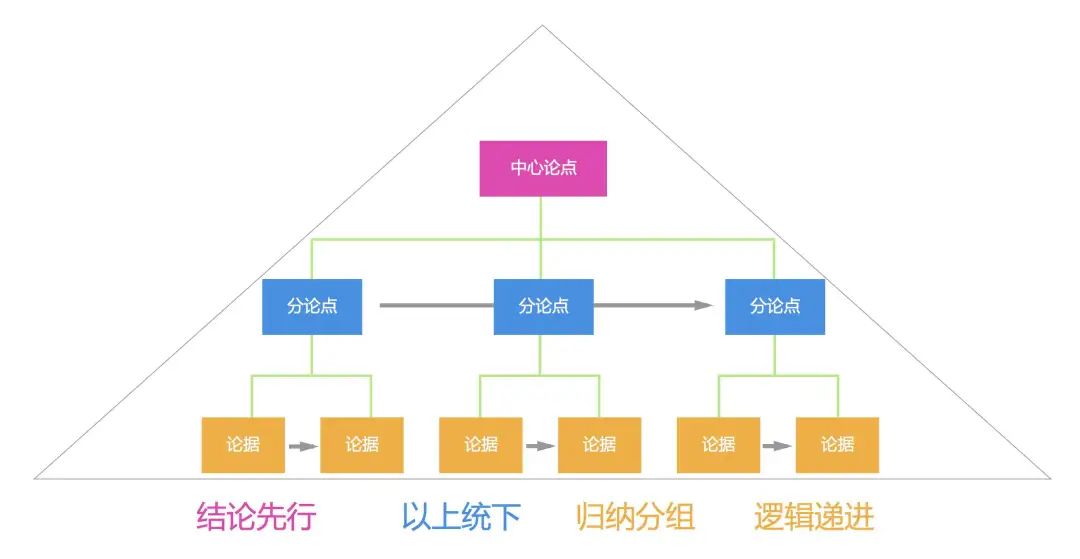 中心论点
分论点 分论点 分论点
论据 论据 论据 论据 论据 论据
结论先行 以上统下 归纳分组 逻辑递进